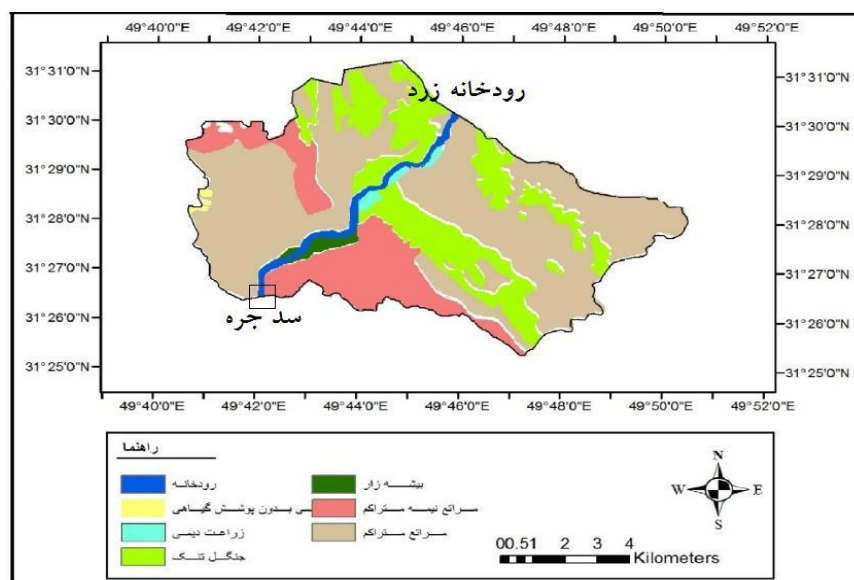 49°40'0"E 49°42'0"E 49°44'0"E 49°46'0"E 49°48'0"E 49°50'0"E 49°52'0"E
31°31'0"N 31°31'0"N
رودخانه زرد
31°30'0"N 31°30'0"N
31°29'0"N 31°29'0"N
31°28'0"N 31°28'0"N
31°27'0"N 31°27'0"N
31°26'0"N 31°26'0"N
سد جره
31°25'0"N 31°25'0"N
49°40'0"E 49°42'0"E 49°44'0"E 49°46'0"E 49°48'0"E 49°50'0"E 49°52'0"E
راهنما
رودخانه
بیشه زار
ی بدون پوشش گیاهی
مراتع نیمه متراکم
زراعت دیمی
مراتع متراکم
جنگل تنک
N
W E
S
00.51 2 3 4
Kilometers